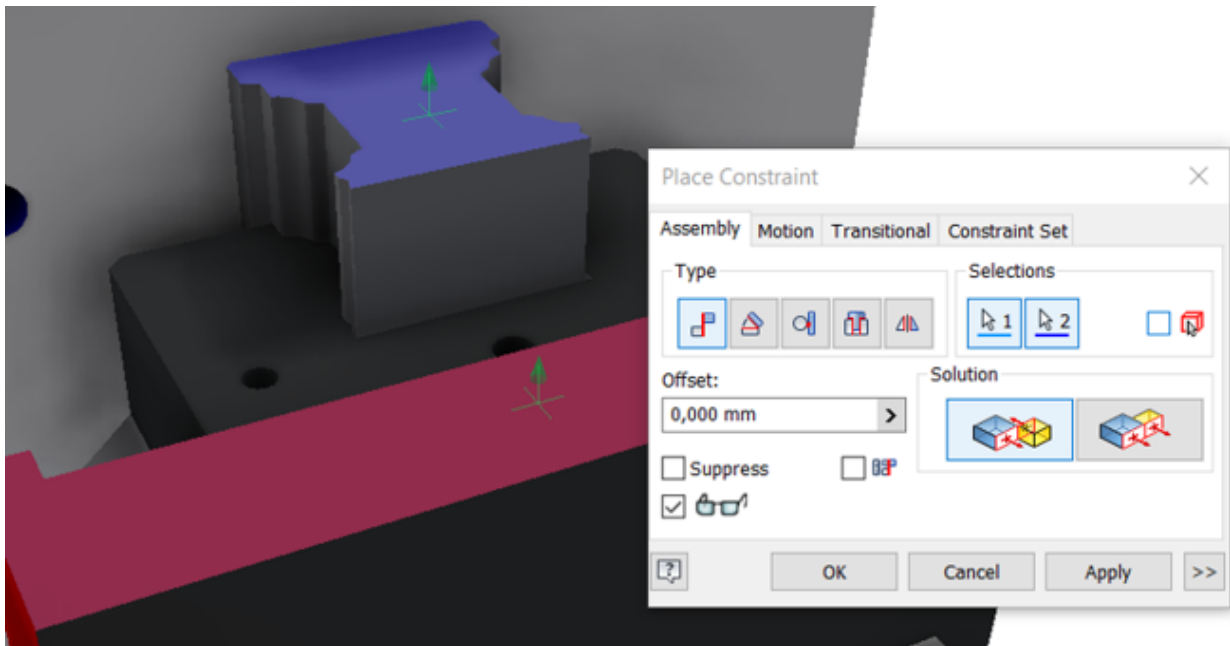 Place Constraint
Assembly Motion Transitional Constraint Set
Type
Selections
1 2
Offset:
Solution
0,000 mm
Suppress
?
OK Cancel Apply >>